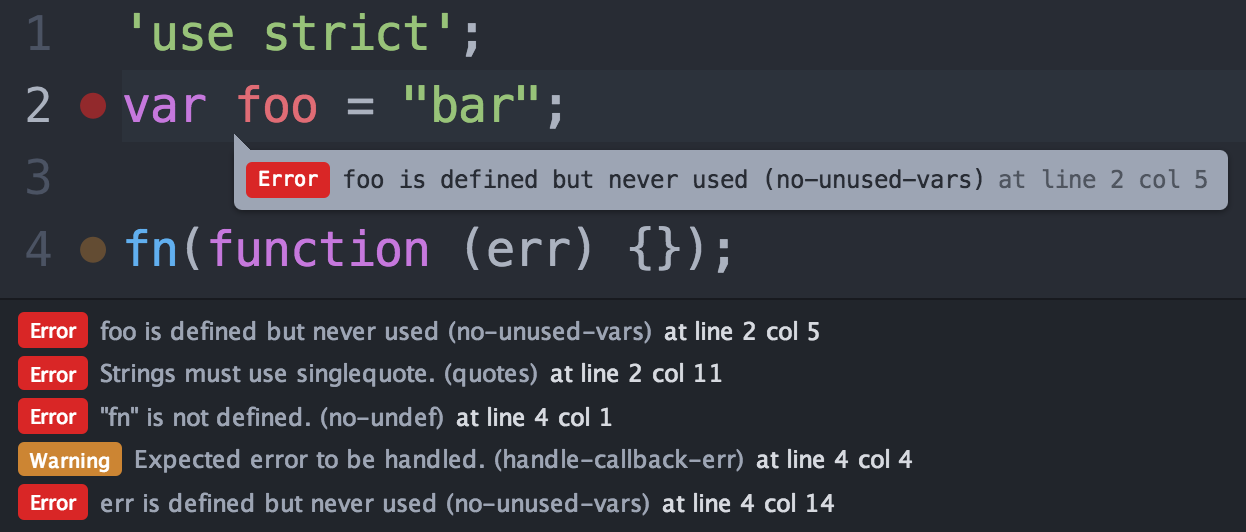 1 'use strict';
2 var foo = "bar";
Error foo is defined but never used (no-unused-vars) at line 2 col 5
3
4 fn(function (err) {});
Error foo is defined but never used (no-unused-vars) at line 2 col 5
Error Strings must use singlequote. (quotes) at line 2 col 11
Error "fn" is not defined. (no-undef) at line 4 col 1
Warning Expected error to be handled. (handle-callback-err) at line 4 col 4
Error err is defined but never used (no-unused-vars) at line 4 col 14